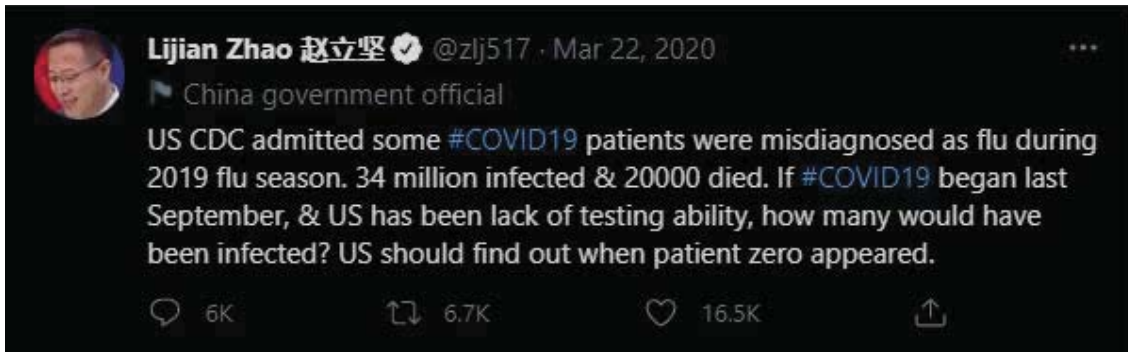 Lijian Zhao 赵立坚 @zlj517 · Mar 22, 2020
China government official
US CDC admitted some #COVID19 patients were misdiagnosed as flu during
2019 flu season. 34 million infected & 20000 died. If #COVID19 began last
September, & US has been lack of testing ability, how many would have
been infected? US should find out when patient zero appeared.
6K 6.7K 16.5K